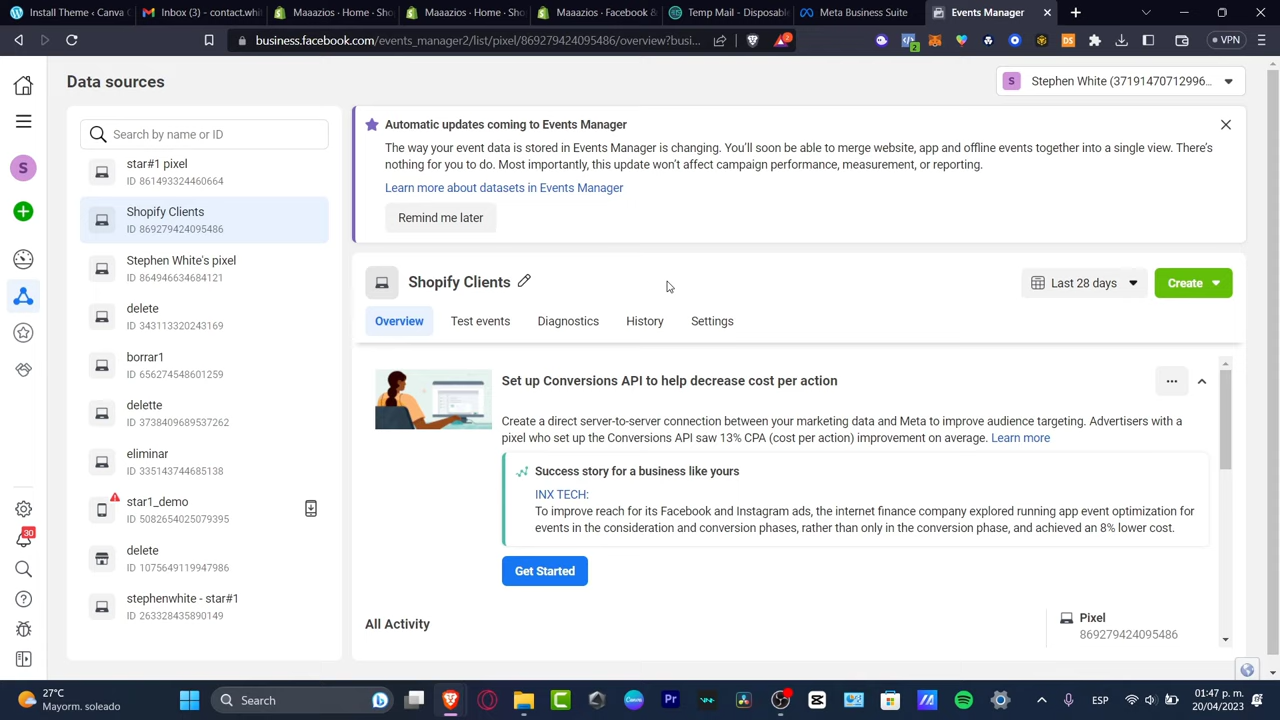 Install Theme ‹ Canva C
M Inbox (3) - contact.whi
Maaazios - Home · Sho
Maaazios - Home · Sho
Maaazios - Facebook &
Temp Mail - Disposabl
Meta Business Suite
Events Manager
business.facebook.com/events_manager2/list/pixel/869279424095486/overview?busi...
2
DS
VPN
Data sources
S
Stephen White (37191470712996...
Search by name or ID
star#1 pixel
ID 861493324460664
S
Shopify Clients
ID 869279424095486
Stephen White's pixel
ID 864946634684121
delete
ID 343113320243169
borrar1
ID 656274548601259
delette
ID 3738409689537262
eliminar
ID 335143744685138
star1_demo
ID 5082654025079395
30
delete
ID 1075649119947986
stephenwhite - star#1
ID 263328435890149
Automatic updates coming to Events Manager
The way your event data is stored in Events Manager is changing. You'll soon be able to merge website, app and offline events together into a single view. There's
nothing for you to do. Most importantly, this update won't affect campaign performance, measurement, or reporting.
Learn more about datasets in Events Manager
Remind me later
Shopify Clients
Last 28 days
Create
Overview
Test events
Diagnostics
History
Settings
Set up Conversions API to help decrease cost per action
Create a direct server-to-server connection between your marketing data and Meta to improve audience targeting. Advertisers with a
pixel who set up the Conversions API saw 13% CPA (cost per action) improvement on average. Learn more
Success story for a business like yours
INX TECH:
To improve reach for its Facebook and Instagram ads, the internet finance company explored running app event optimization for
events in the consideration and conversion phases, rather than only in the conversion phase, and achieved an 8% lower cost.
Get Started
All Activity
Pixel
869279424095486
27°C
Mayorm. soleado
Search
Pr
ESP
01:47 p. m.
20/04/2023